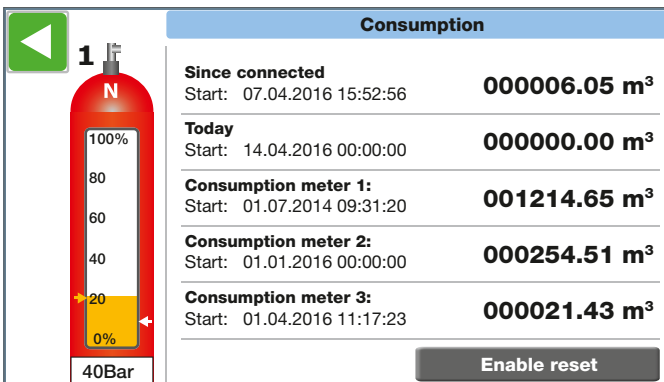 Consumption
1
N
100%
80
60
40
20
0%
40Bar
Since connected
Start: 07.04.2016 15:52:56
000006.05 m³
Today
Start: 14.04.2016 00:00:00
000000.00 m³
Consumption meter 1:
Start: 01.07.2014 09:31:20
001214.65 m³
Consumption meter 2:
Start: 01.01.2016 00:00:00
000254.51 m³
Consumption meter 3:
Start: 01.04.2016 11:17:23
000021.43 m³
Enable reset